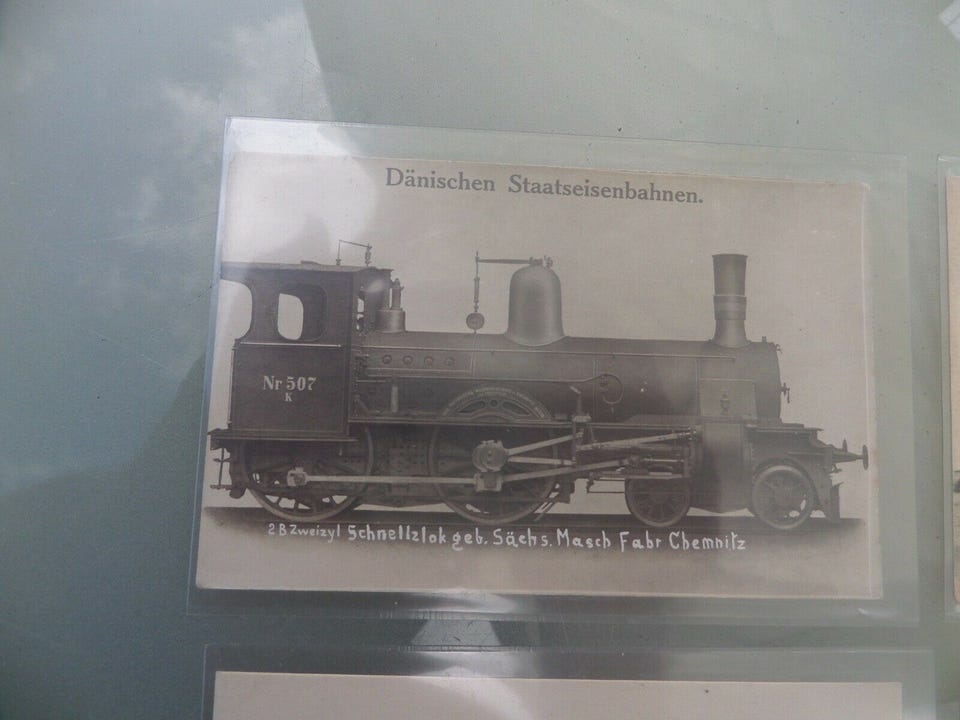 Dänischen Staatseisenbahnen.
Nr 507
K
2 B Zweizyl Schnellzlok geb. Sächs. Masch Fabr Chemnitz